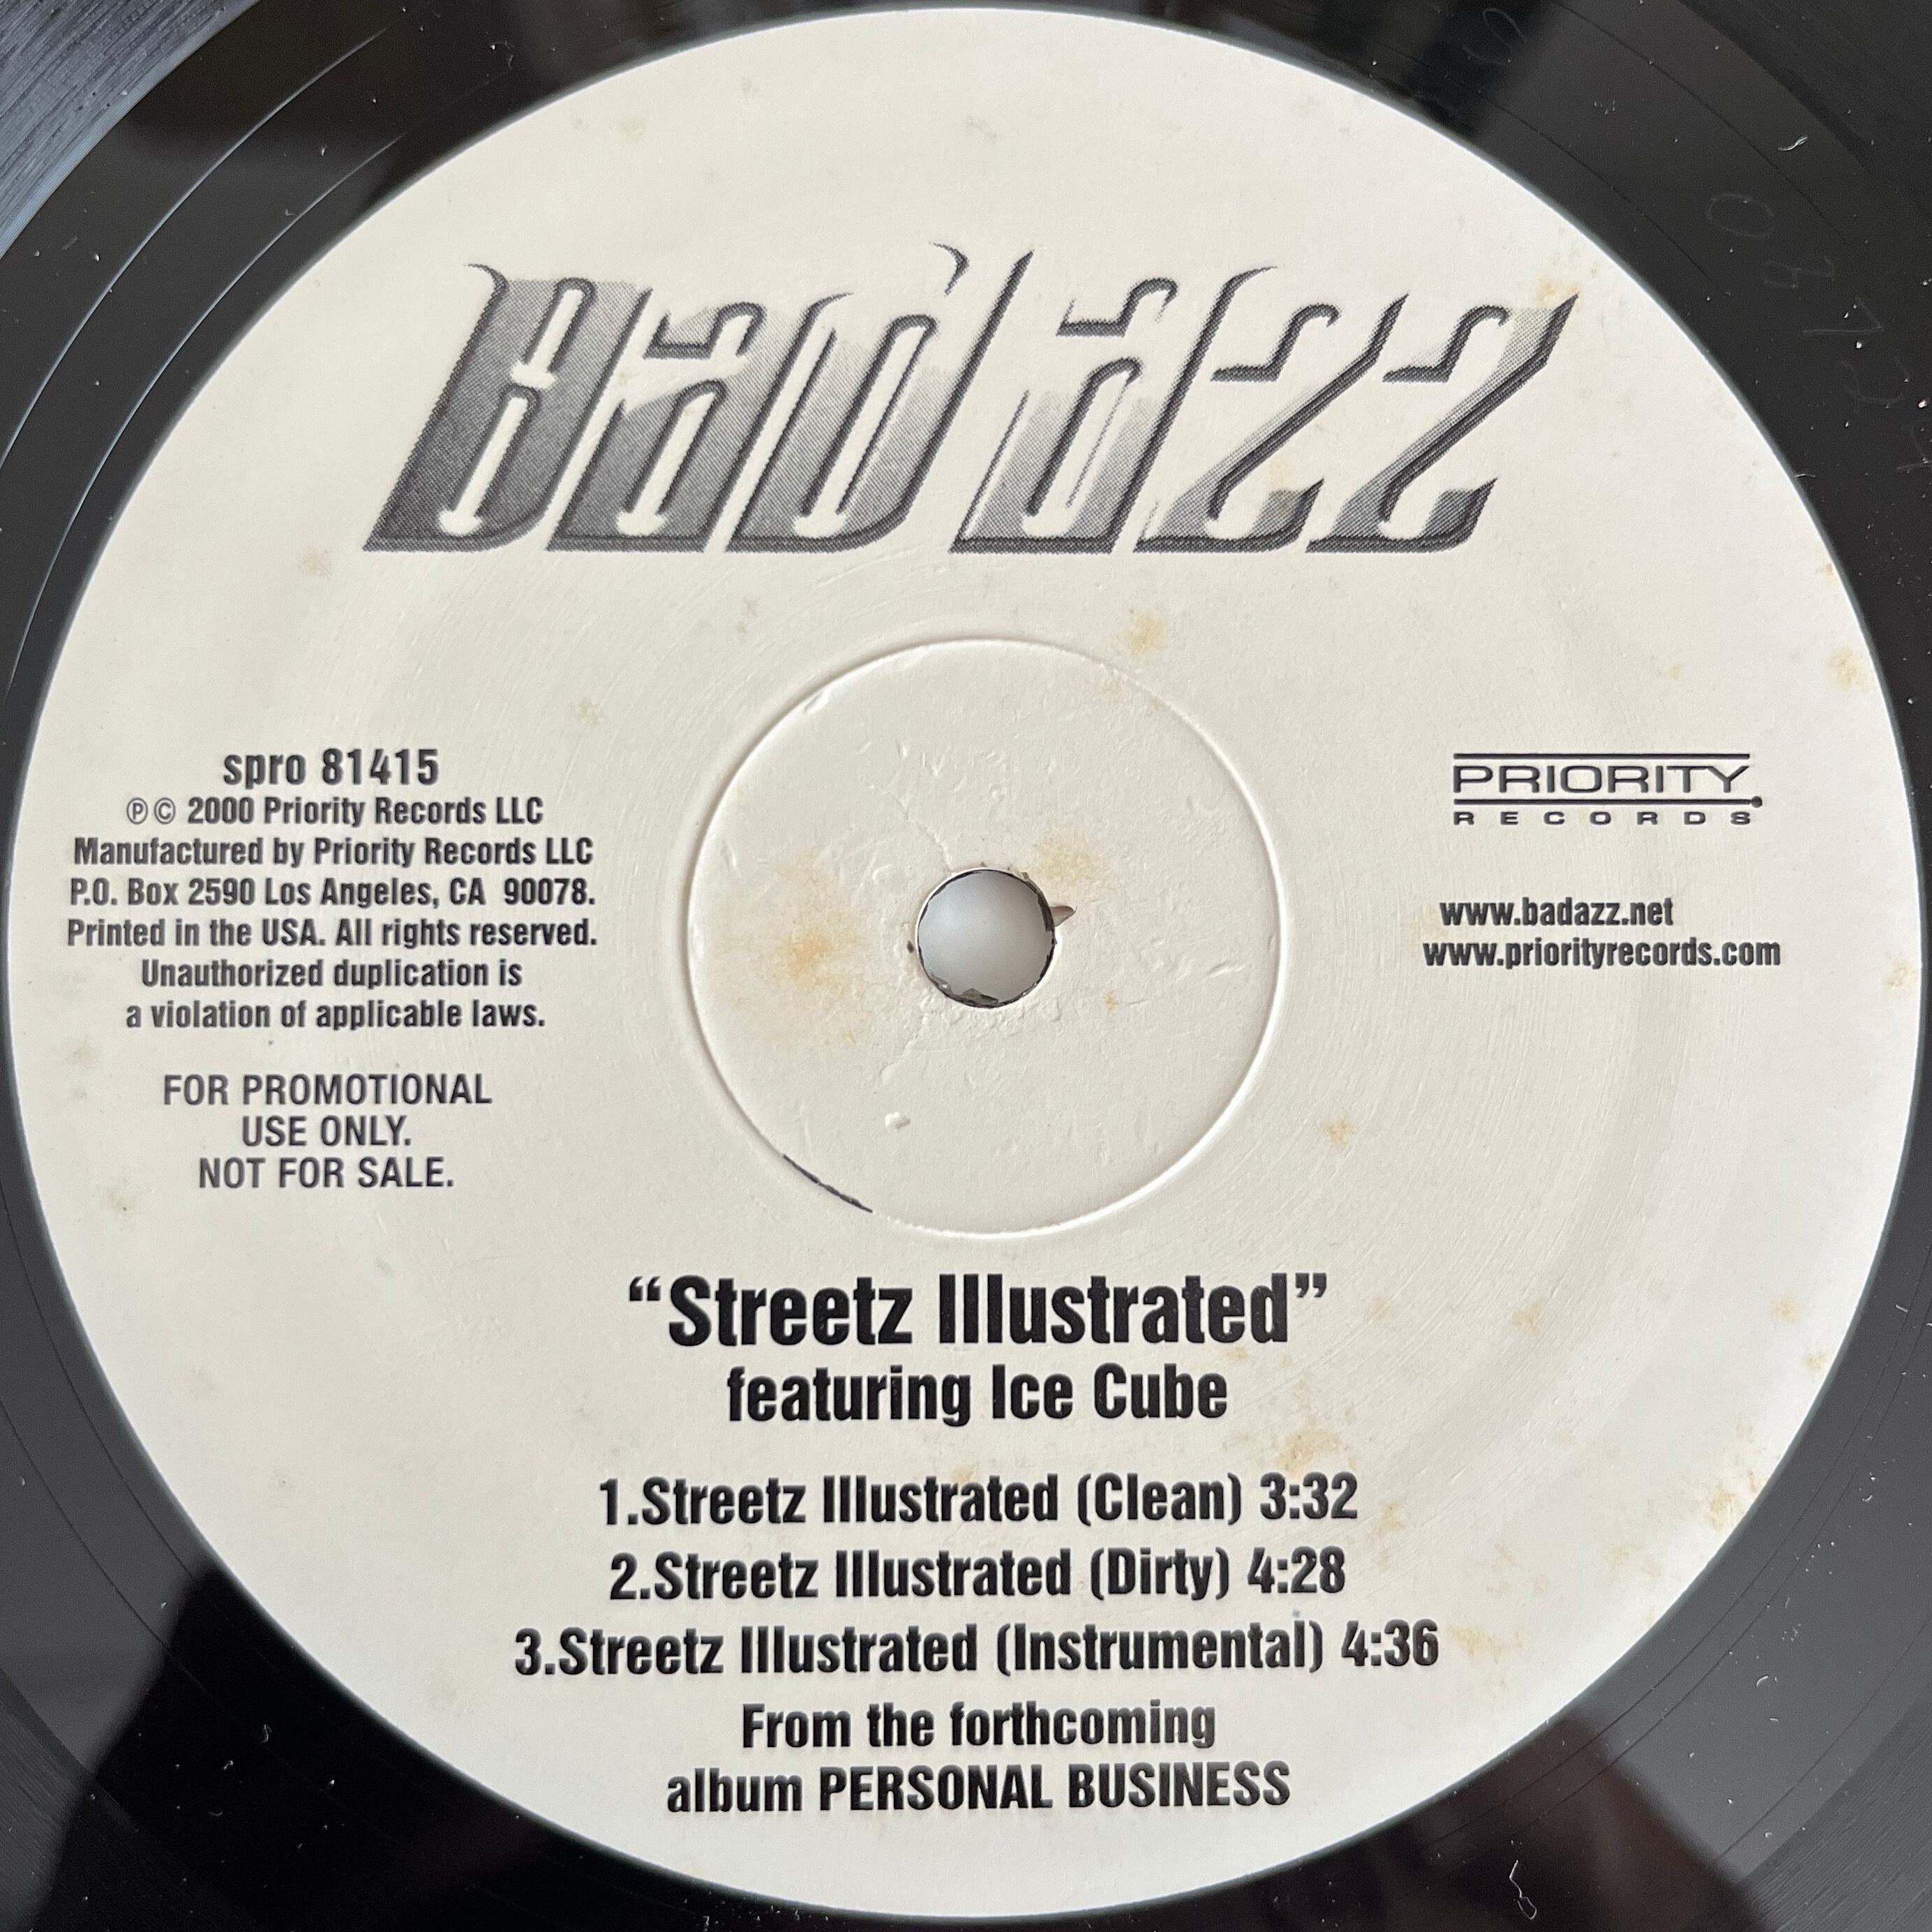 Bad Azz
spro 81415
℗ © 2000 Priority Records LLC
Manufactured by Priority Records LLC
P.O. Box 2590 Los Angeles, CA 90078.
Printed in the USA. All rights reserved.
Unauthorized duplication is
a violation of applicable laws.
FOR PROMOTIONAL
USE ONLY.
NOT FOR SALE.
PRIORITY
RECORDS
www.badazz.net
www.priorityrecords.com
“Streetz Illustrated”
featuring Ice Cube
1.Streetz Illustrated (Clean) 3:32
2.Streetz Illustrated (Dirty) 4:28
3.Streetz Illustrated (Instrumental) 4:36
From the forthcoming
album PERSONAL BUSINESS